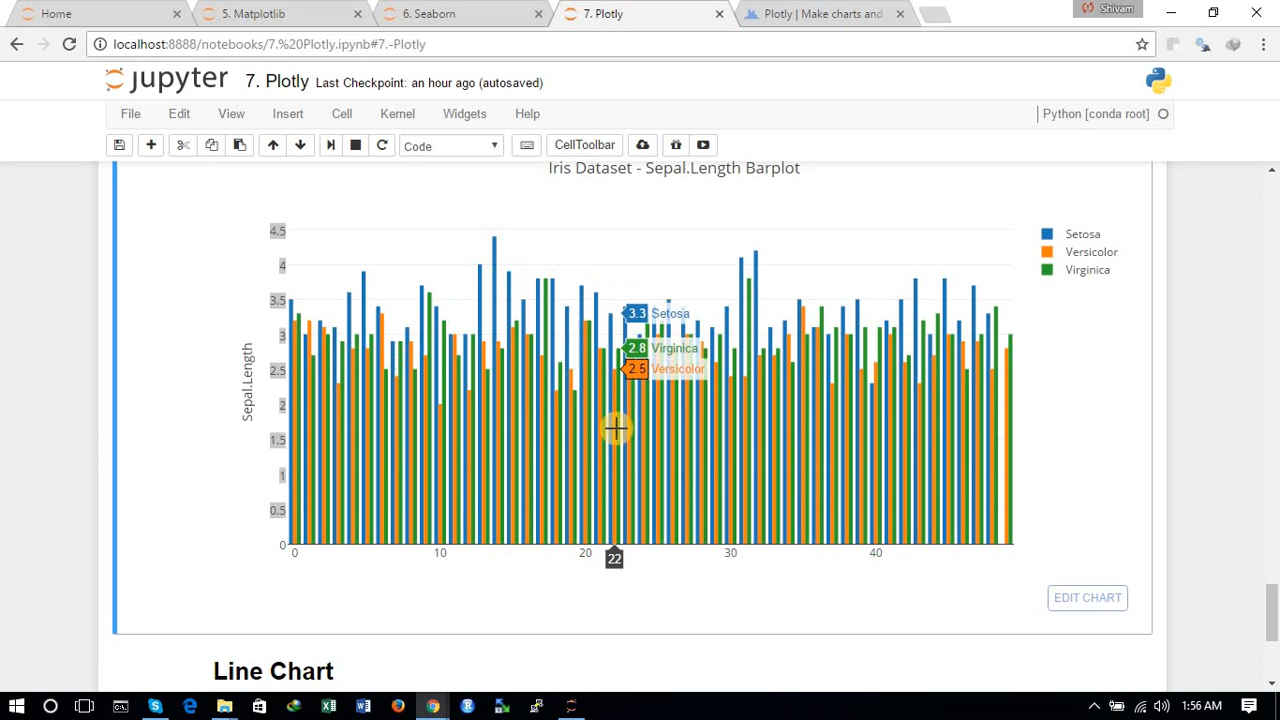 Home
5. Matplotlib
6. Seaborn
7. Plotly
Plotly | Make charts and
Shivam
localhost:8888/notebooks/7.%20Plotly.ipynb#7.-Plotly
jupyter 7. Plotly Last Checkpoint: an hour ago (autosaved)
File Edit View Insert Cell Kernel Widgets Help Python [conda root]
Code CellToolbar
Iris Dataset - Sepal.Length Barplot
4.5
4
3.5
3
2.5
2
1.5
1
0.5
0
Sepal.Length
3.3 Setosa
2.8 Virginica
2.5 Versicolor
Setosa
Versicolor
Virginica
0 10 20 30 40
22
EDIT CHART
Line Chart
1:56 AM